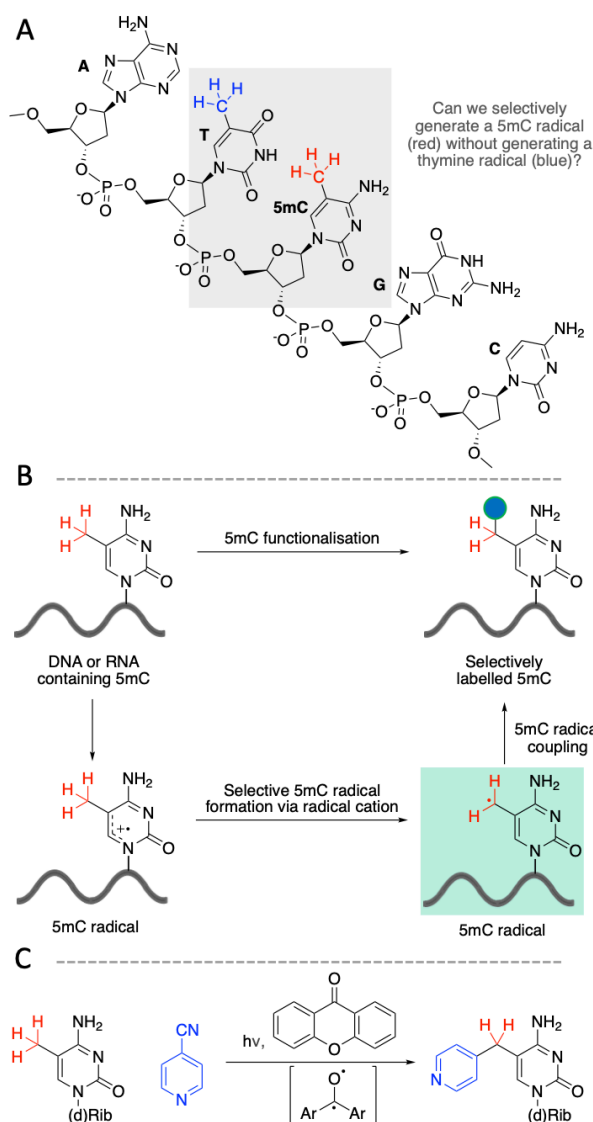 A
H₂N
N
N
N
N
A
O
O
O
O
P
⁻O
O
H
H
H
C
T
O
NH
N
O
O
O
O
P
⁻O
O
H
H
H
C
5mC
NH₂
N
N
O
O
O
O
P
⁻O
O
G
O
N
NH
N
N
NH₂
O
O
O
P
⁻O
O
C
NH₂
N
N
O
O
O
Can we selectively
generate a 5mC radical
(red) without generating a
thymine radical (blue)?
B
H
H
H
NH₂
N
N
O
5mC functionalisation
H
H
NH₂
N
N
O
DNA or RNA
containing 5mC
Selectively
labelled 5mC
5mC radica
coupling
H
H
H
NH₂
+•
N
N
O
Selective 5mC radical
formation via radical cation
H
H
•
NH₂
N
N
O
5mC radical
5mC radical
C
H
H
H
NH₂
N
N
O
(d)Rib
CN
N
hν,
O
O
O•
Ar
•
Ar
H
H
NH₂
N
N
N
O
(d)Rib